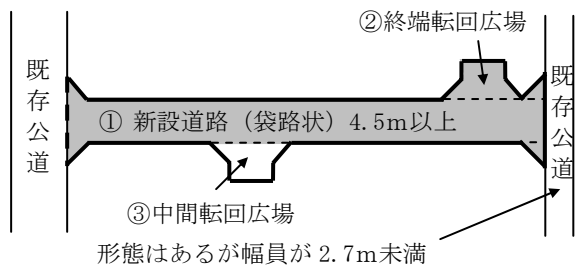 ②終端転回広場
既存公道
① 新設道路（袋路状）4.5m以上
既存公道
③中間転回広場
形態はあるが幅員が 2.7m未満